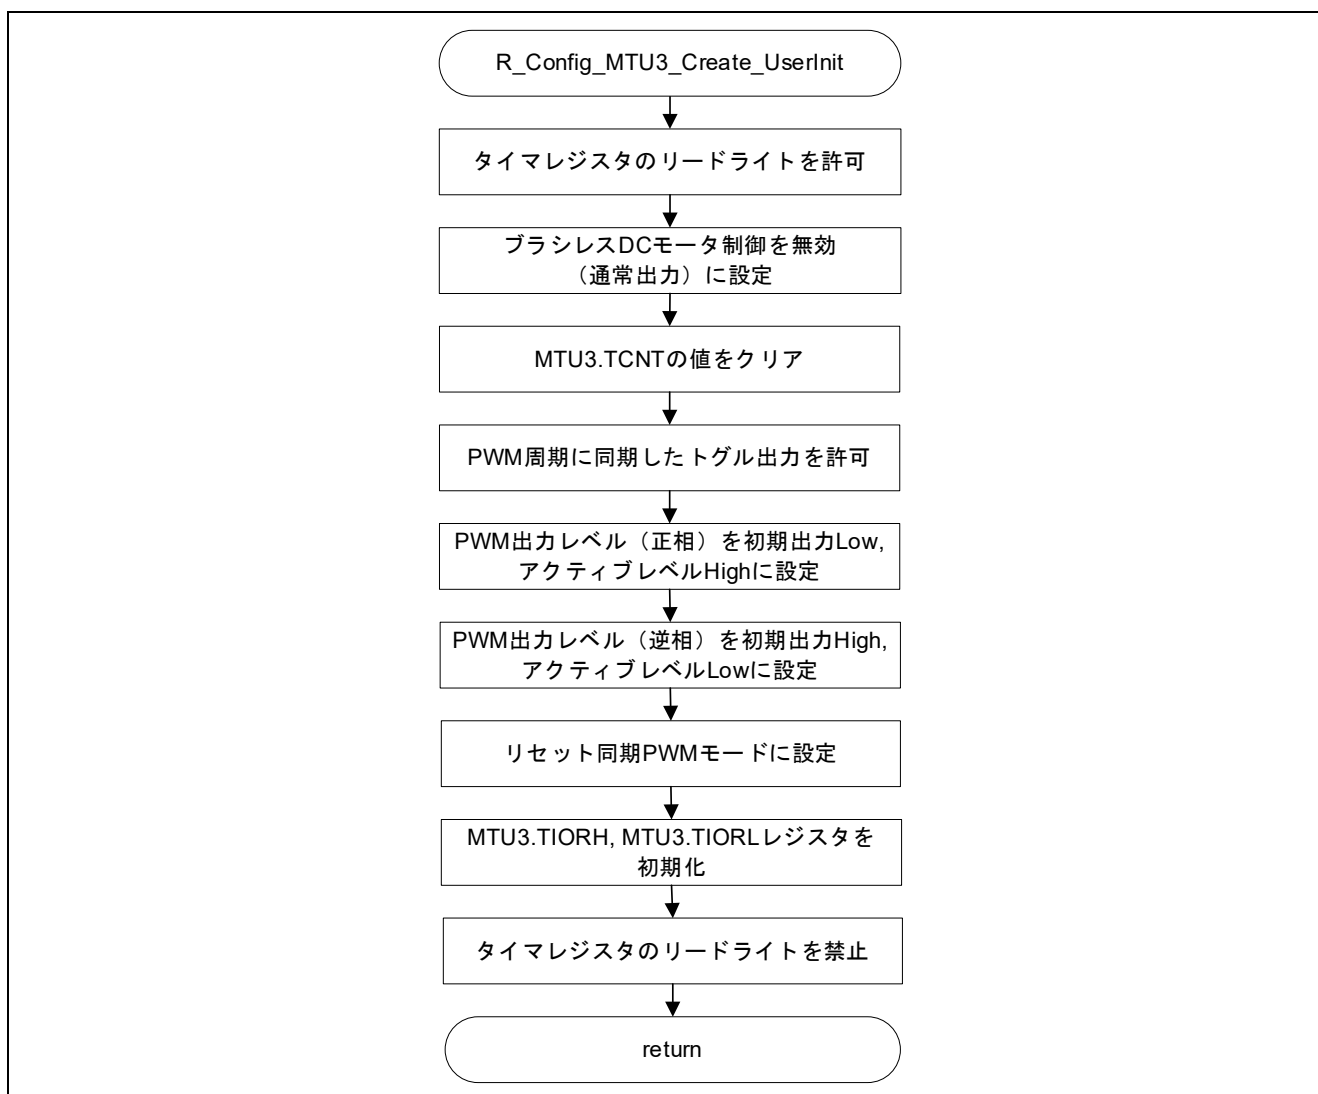 R_Config_MTU3_Create_UserInit
タイマレジスタのリードライトを許可
ブラシレスDCモータ制御を無効
（通常出力）に設定
MTU3.TCNTの値をクリア
PWM周期に同期したトグル出力を許可
PWM出力レベル（正相）を初期出力Low,
アクティブレベルHighに設定
PWM出力レベル（逆相）を初期出力High,
アクティブレベルLowに設定
リセット同期PWMモードに設定
MTU3.TIORH, MTU3.TIORLレジスタを
初期化
タイマレジスタのリードライトを禁止
return